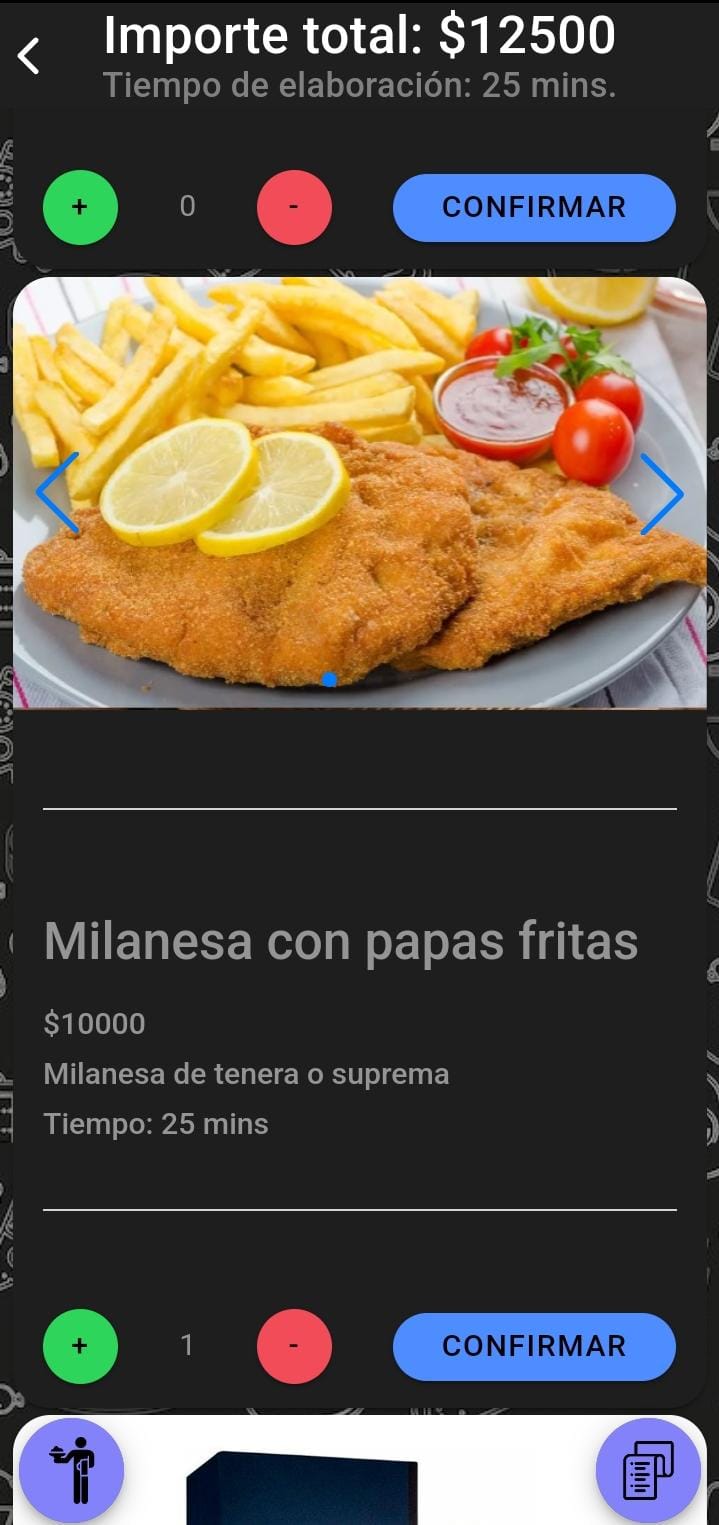 Importe total: $12500
Tiempo de elaboración: 25 mins.
+ 0 - CONFIRMAR
Milanesa con papas fritas
$10000
Milanesa de tenera o suprema
Tiempo: 25 mins
+ 1 - CONFIRMAR